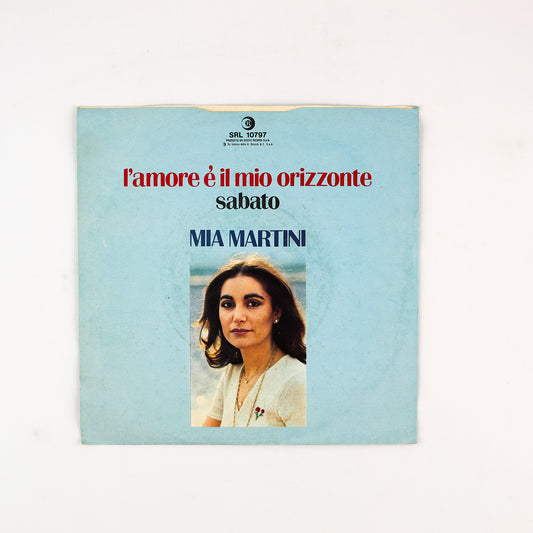 SRL 10797
l'amore è il mio orizzonte
sabato
MIA MARTINI